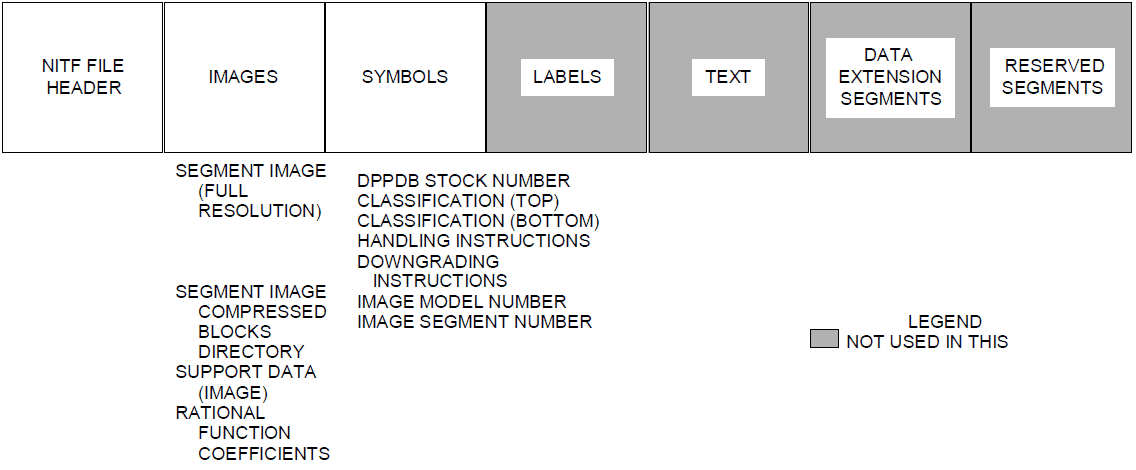 NITF FILE
HEADER
IMAGES
SYMBOLS
LABELS
TEXT
DATA
EXTENSION
SEGMENTS
RESERVED
SEGMENTS
SEGMENT IMAGE
(FULL
RESOLUTION)
SEGMENT IMAGE
COMPRESSED
BLOCKS
DIRECTORY
SUPPORT DATA
(IMAGE)
RATIONAL
FUNCTION
COEFFICIENTS
DPPDB STOCK NUMBER
CLASSIFICATION (TOP)
CLASSIFICATION (BOTTOM)
HANDLING INSTRUCTIONS
DOWNGRADING
INSTRUCTIONS
IMAGE MODEL NUMBER
IMAGE SEGMENT NUMBER
LEGEND
NOT USED IN THIS